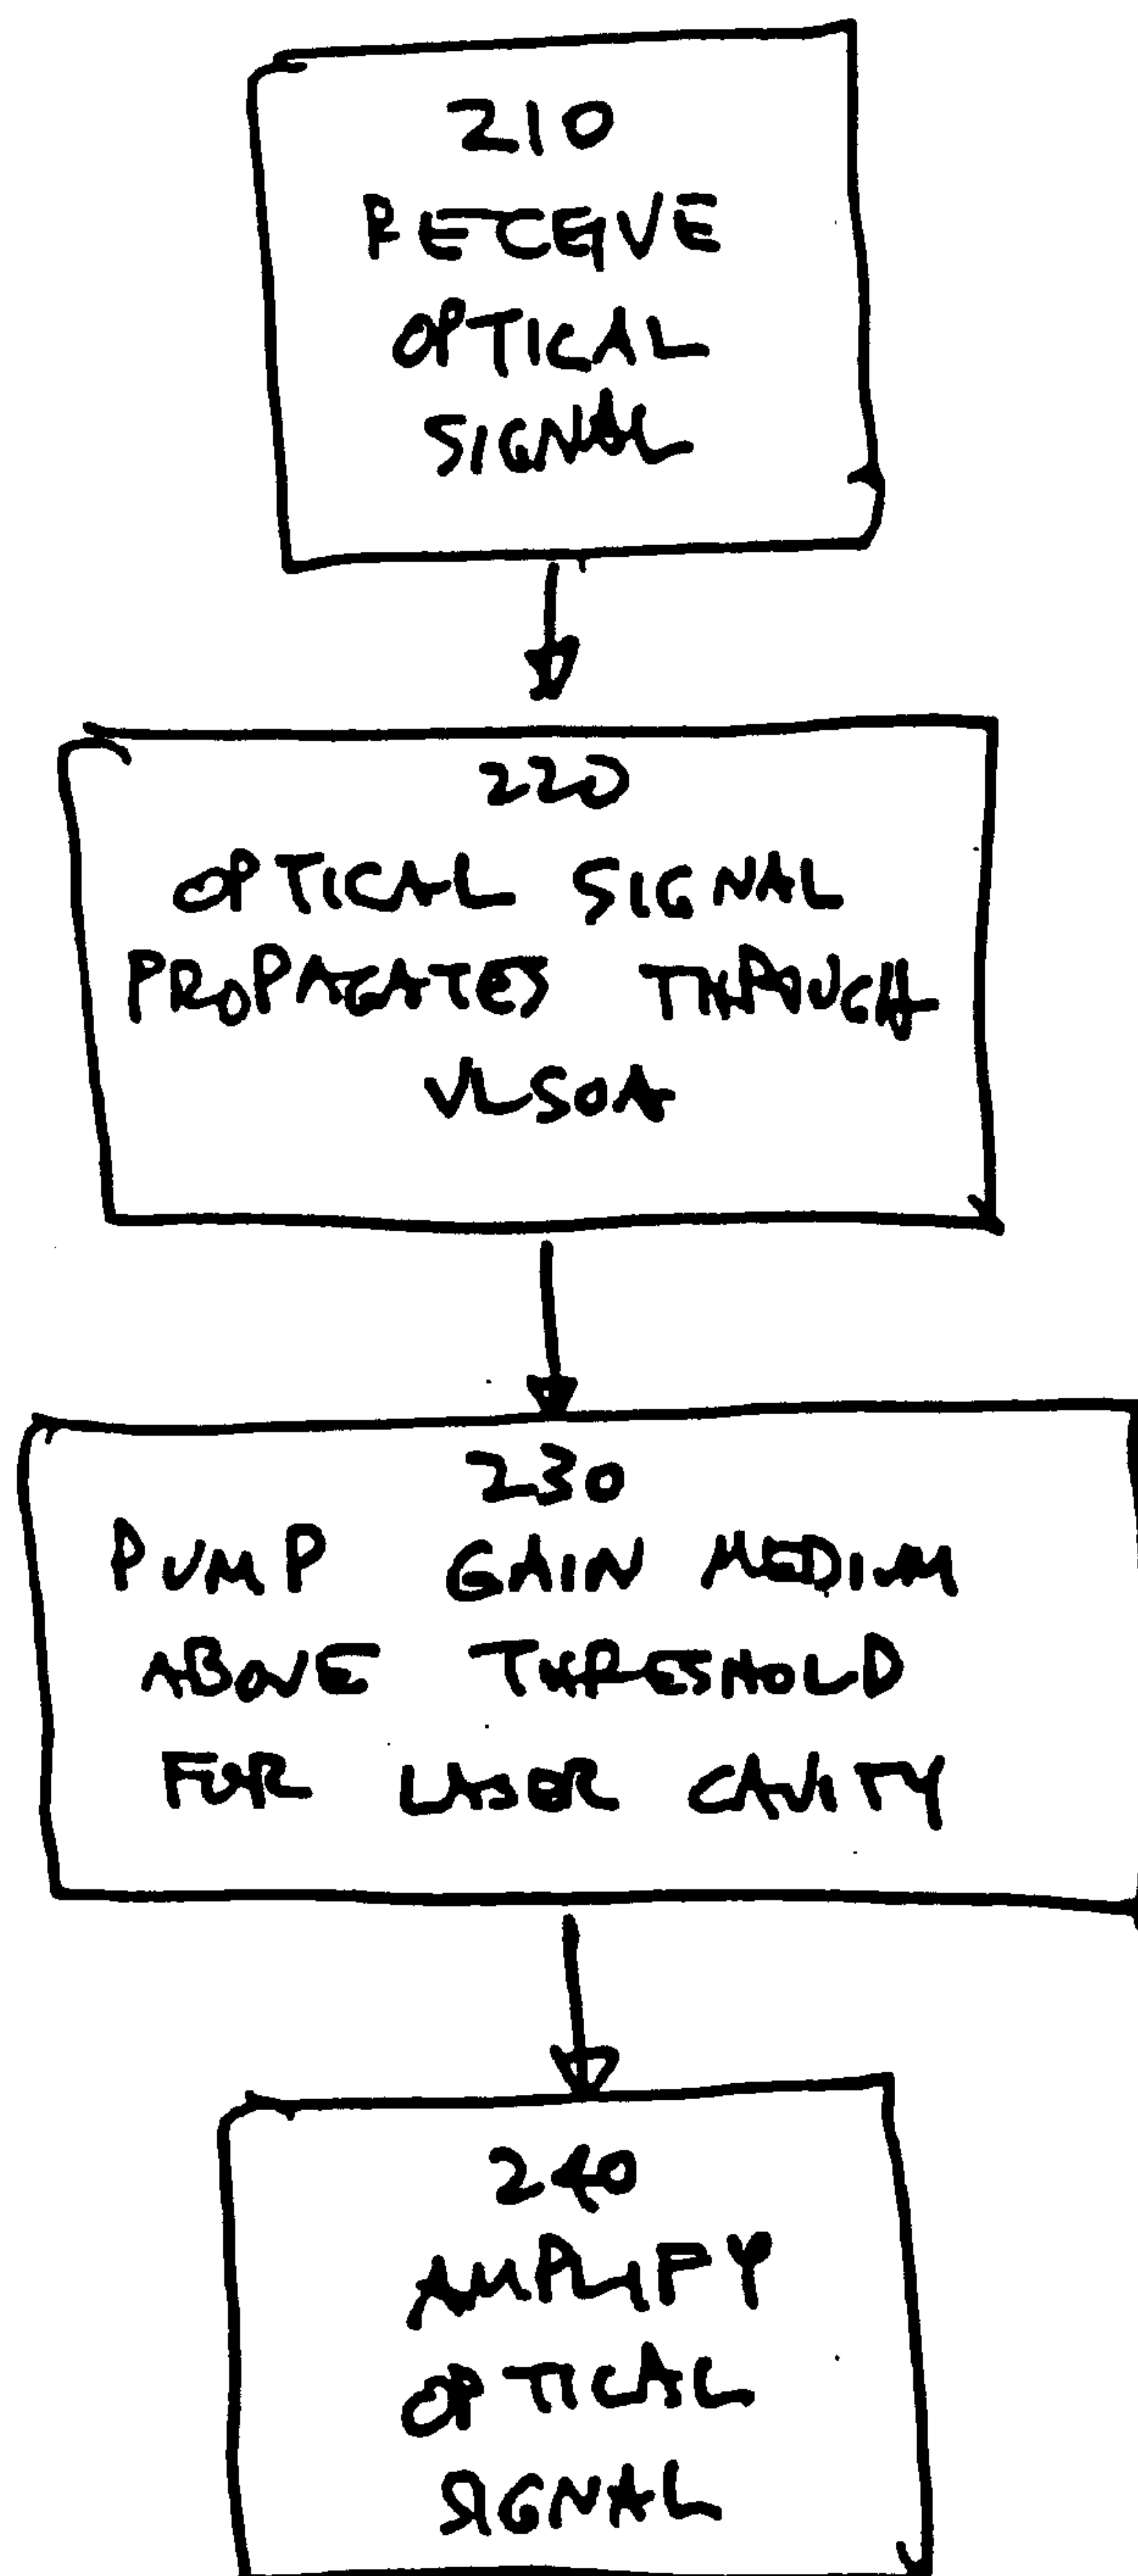 210
RECEIVE
OPTICAL
SIGNAL
220
OPTICAL SIGNAL
PROPAGATES THROUGH
VLSOA
230
PUMP GAIN MEDIUM
ABOVE THRESHOLD
FOR LASER CAVITY
240
AMPLIFY
OPTICAL
SIGNAL